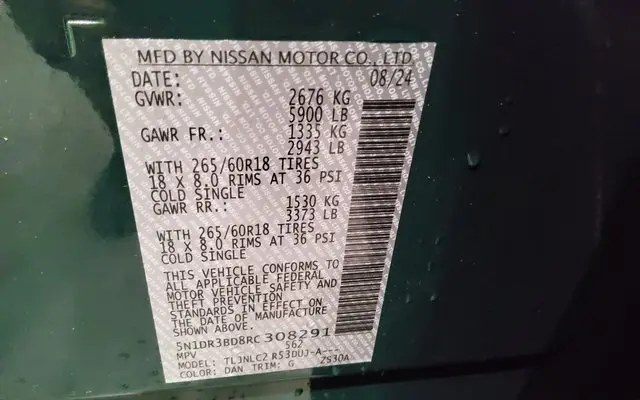 MFD BY NISSAN MOTOR CO., LTD.
DATE: 08/24
GVWR: 2676 KG
5900 LB
GAWR FR.: 1335 KG
2943 LB
WITH 265/60R18 TIRES
18 X 8.0 RIMS AT 36 PSI
COLD SINGLE
GAWR RR.: 1530 KG
3373 LB
WITH 265/60R18 TIRES
18 X 8.0 RIMS AT 36 PSI
COLD SINGLE
THIS VEHICLE CONFORMS TO
ALL APPLICABLE FEDERAL
MOTOR VEHICLE SAFETY AND
THEFT PREVENTION
STANDARDS IN EFFECT ON
THE DATE OF MANUFACTURE
SHOWN ABOVE.
5N1DR3BD8RC308291
MPV 562
MODEL: TLJNLC2 R53DUJ-A---
COLOR: DAN TRIM: G ZS30A